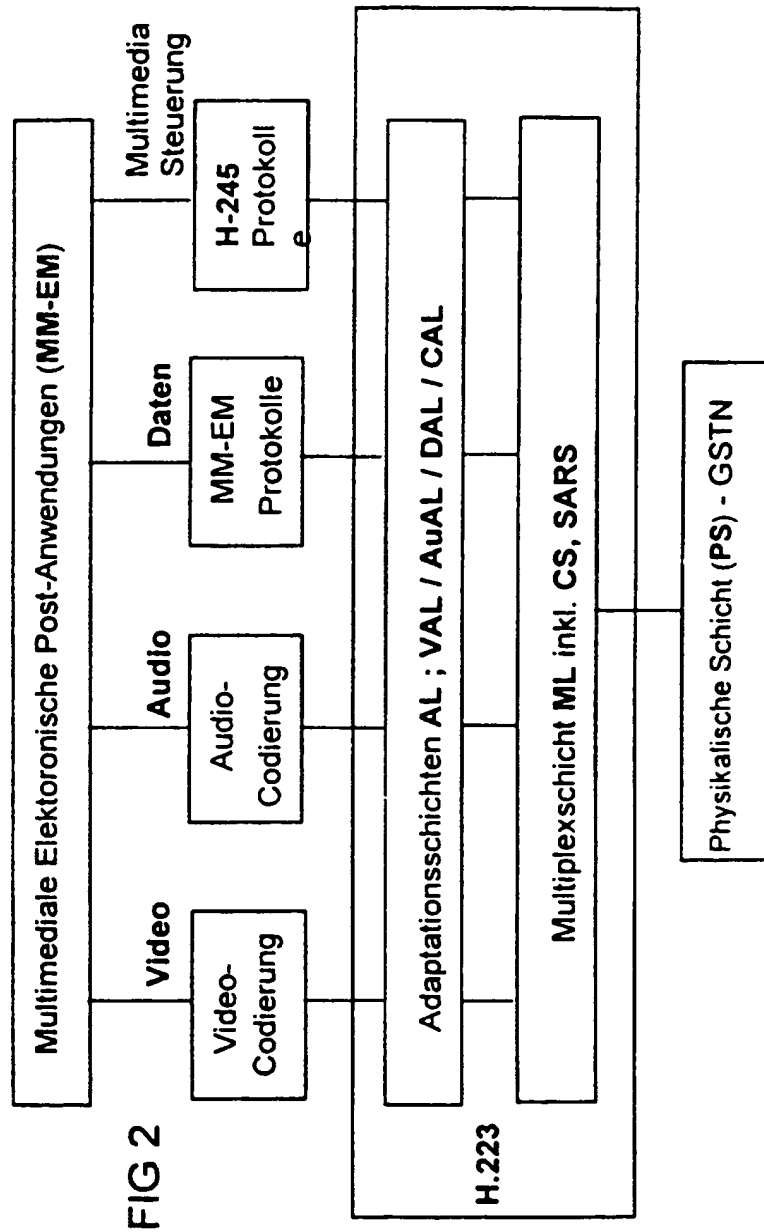 FIG 2
Multimediale Elektoronische Post-Anwendungen (MM-EM)
Video
Audio
Daten
Multimedia
Steuerung
Video-
Codierung
Audio-
Codierung
MM-EM
Protokolle
H-245
Protokoll
e
H.223
Adaptationsschichten AL ; VAL / AuAL / DAL / CAL
Multiplexschicht ML inkl. CS, SARS
Physikalische Schicht (PS) - GSTN